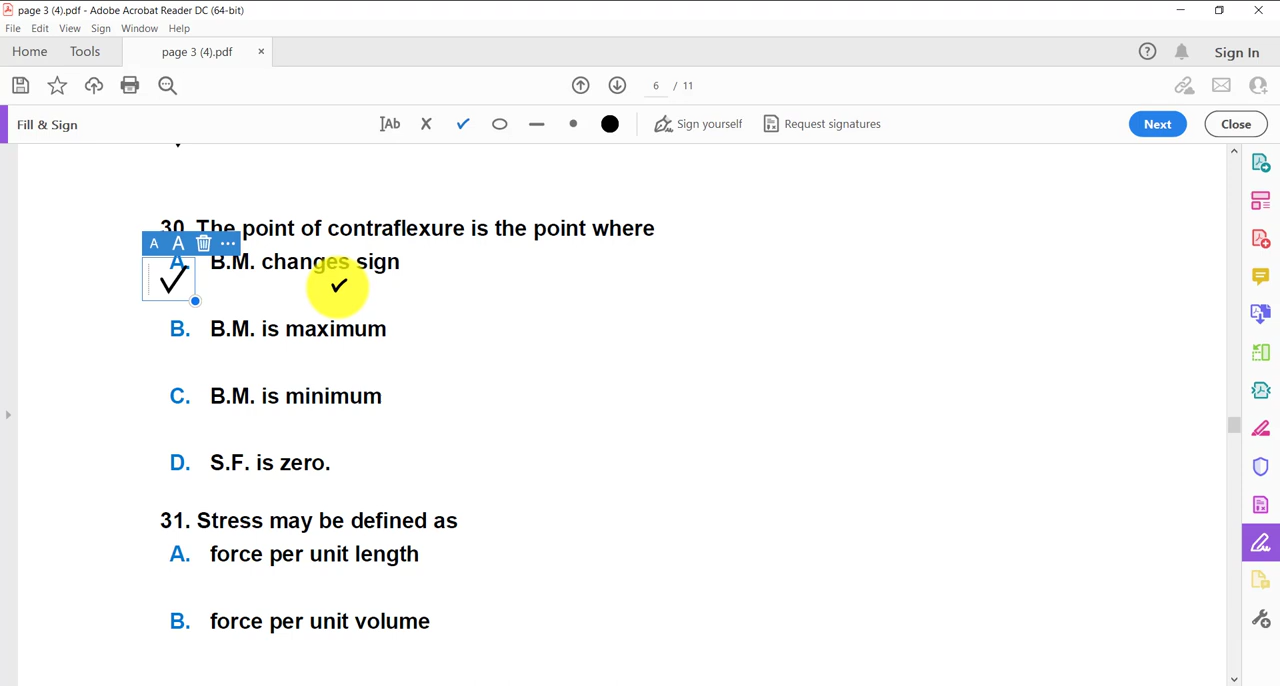 page 3 (4).pdf - Adobe Acrobat Reader DC (64-bit)
File Edit View Sign Window Help
Home Tools page 3 (4).pdf × Sign In
6 / 11
Fill & Sign IAb Sign yourself Request signatures Next Close
30. The point of contraflexure is the point where
A A
A. B.M. changes sign
B. B.M. is maximum
C. B.M. is minimum
D. S.F. is zero.
31. Stress may be defined as
A. force per unit length
B. force per unit volume